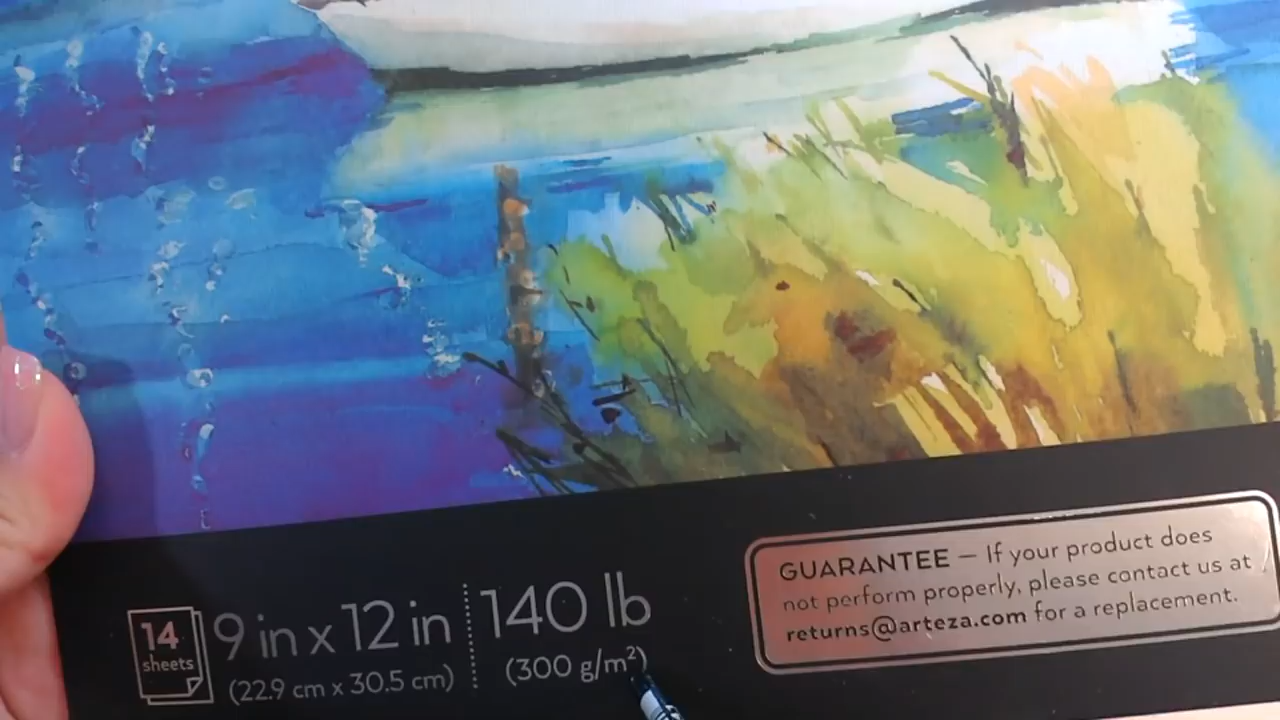 14
sheets
9 in x 12 in
(22.9 cm x 30.5 cm)
140 lb
(300 g/m²)
GUARANTEE — If your product does
not perform properly, please contact us at
returns@arteza.com for a replacement.